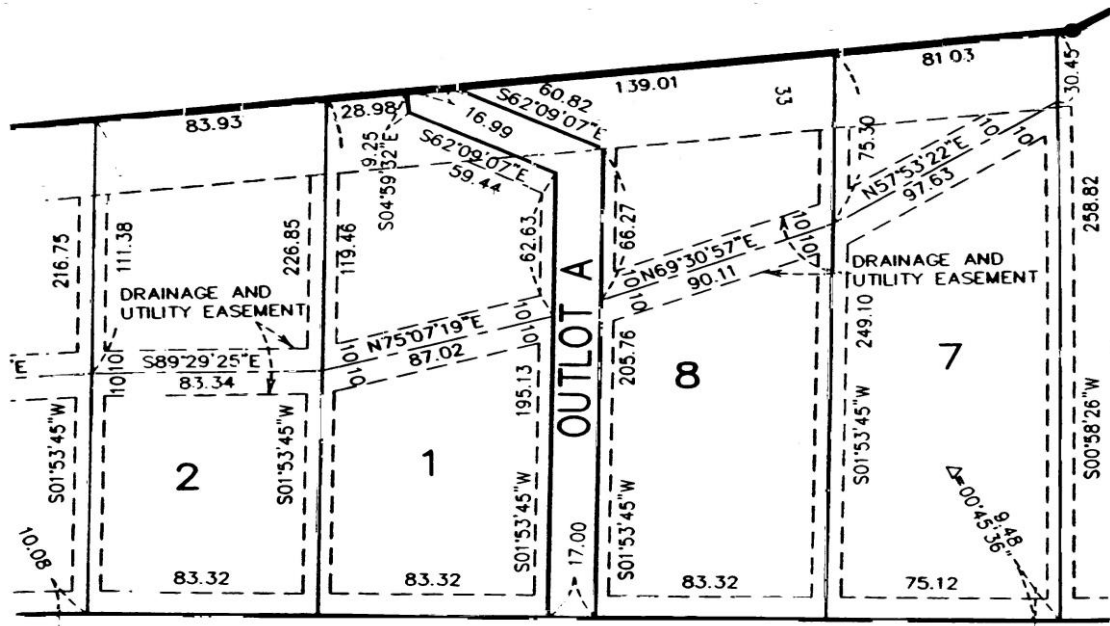 81 03
139.01
60.82
S62°09'07"E
33
30.45
83.93
28.98
16.99
9.25
S04°59'32"E
S62°09'07"E
59.44
75.30
N57°53'22"E
97.63
10
10
258.82
216.75
111.38
226.85
119.46
62.63
66.27
10
10
N69°30'57"E
90.11
10
10
DRAINAGE AND
UTILITY EASEMENT
DRAINAGE AND
UTILITY EASEMENT
OUTLOT A
10
10
N75°07'19"E
87.02
10
10
"E
10
10
S89°29'25"E
83.34
205.76
249.10
195.13
8
7
2
1
S01°53'45"W
S01°53'45"W
S01°53'45"W
S01°53'45"W
S01°53'45"W
S00°58'26"W
Δ=00°45'36"
9.48
10.08
83.32
83.32
17.00
83.32
75.12